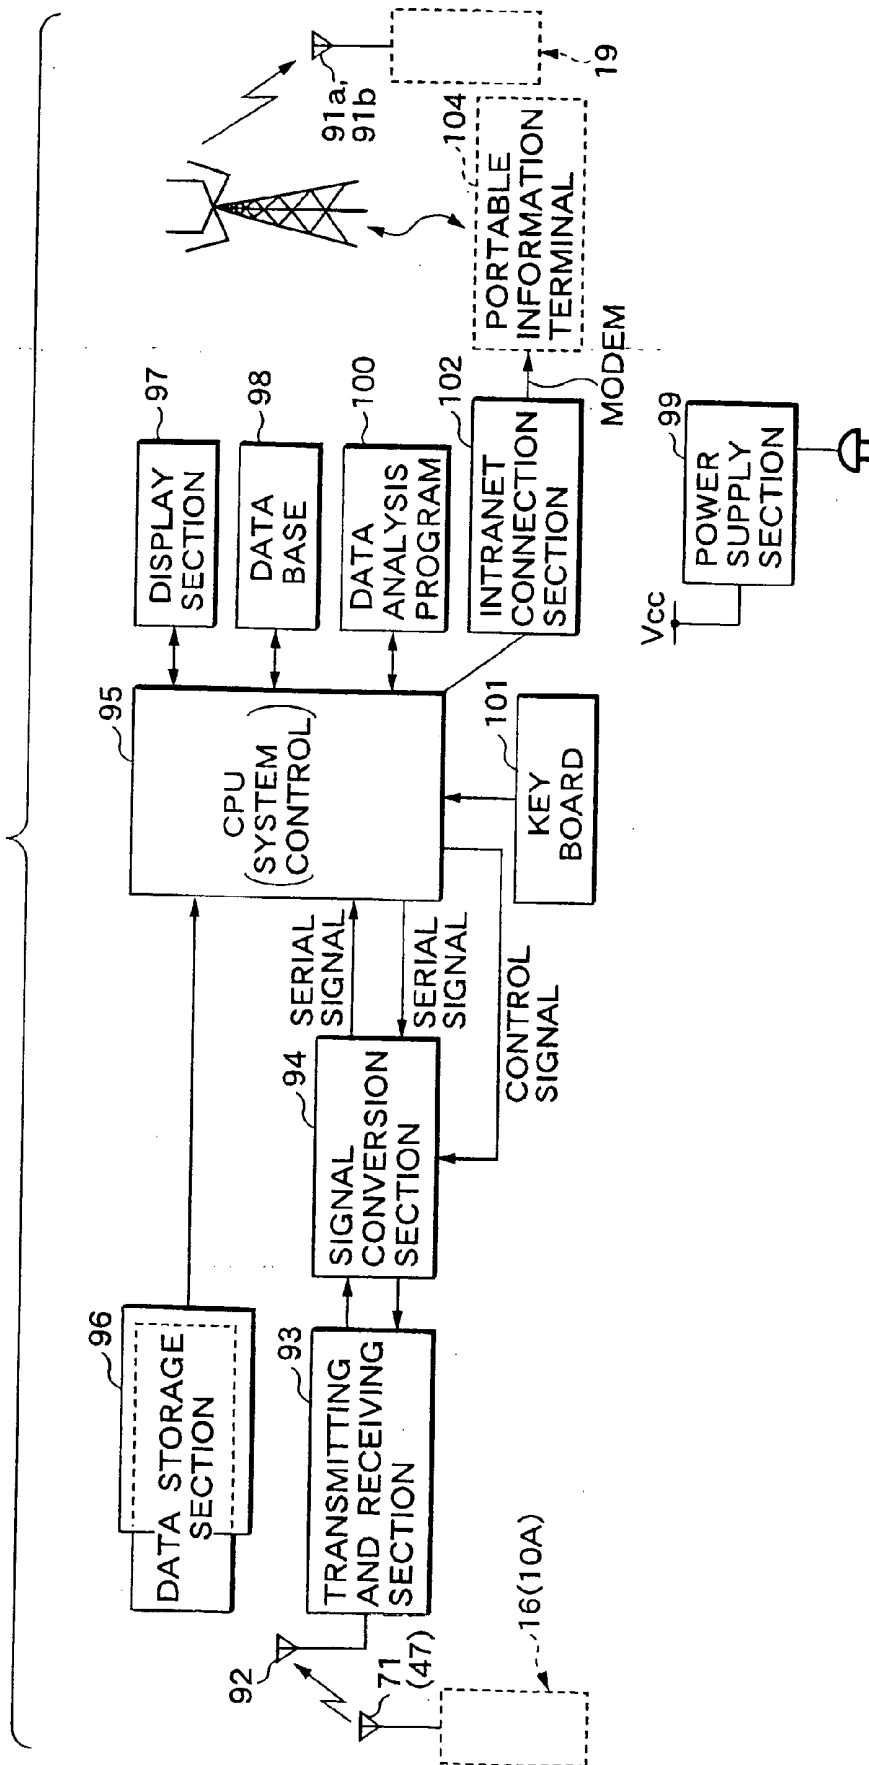 16(10A)
71
(47)
92
TRANSMITTING
AND RECEIVING
SECTION
93
DATA STORAGE
SECTION
96
SIGNAL
CONVERSION
SECTION
94
SERIAL
SIGNAL
SERIAL
SIGNAL
CONTROL
SIGNAL
CPU
(SYSTEM
CONTROL)
95
KEY
BOARD
101
DISPLAY
SECTION
97
DATA
BASE
98
DATA
ANALYSIS
PROGRAM
100
INTRANET
CONNECTION
SECTION
102
MODEM
PORTABLE
INFORMATION
TERMINAL
104
91a,
91b
19
Vcc
POWER
SUPPLY
SECTION
99